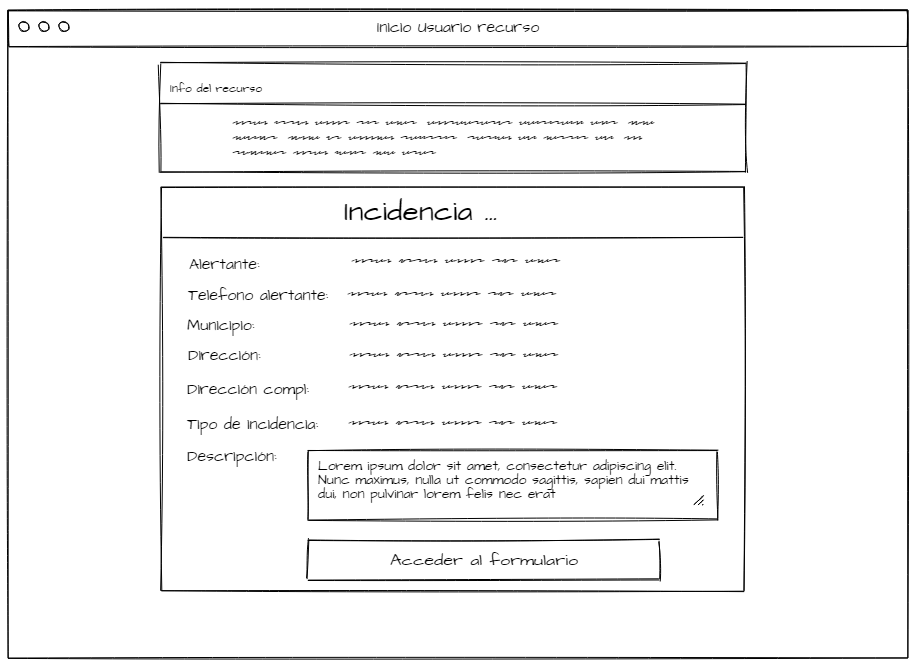 Inicio Usuario recurso
Info del recurso
Incidencia ...
Alertante:
Telefono alertante:
Municipio:
Dirección:
Dirección compl:
Tipo de incidencia:
Descripción:
Lorem ipsum dolor sit amet, consectetur adipiscing elit.
Nunc maximus, nulla ut commodo sagittis, sapien dui mattis
dui, non pulvinar lorem felis nec erat
Acceder al formulario